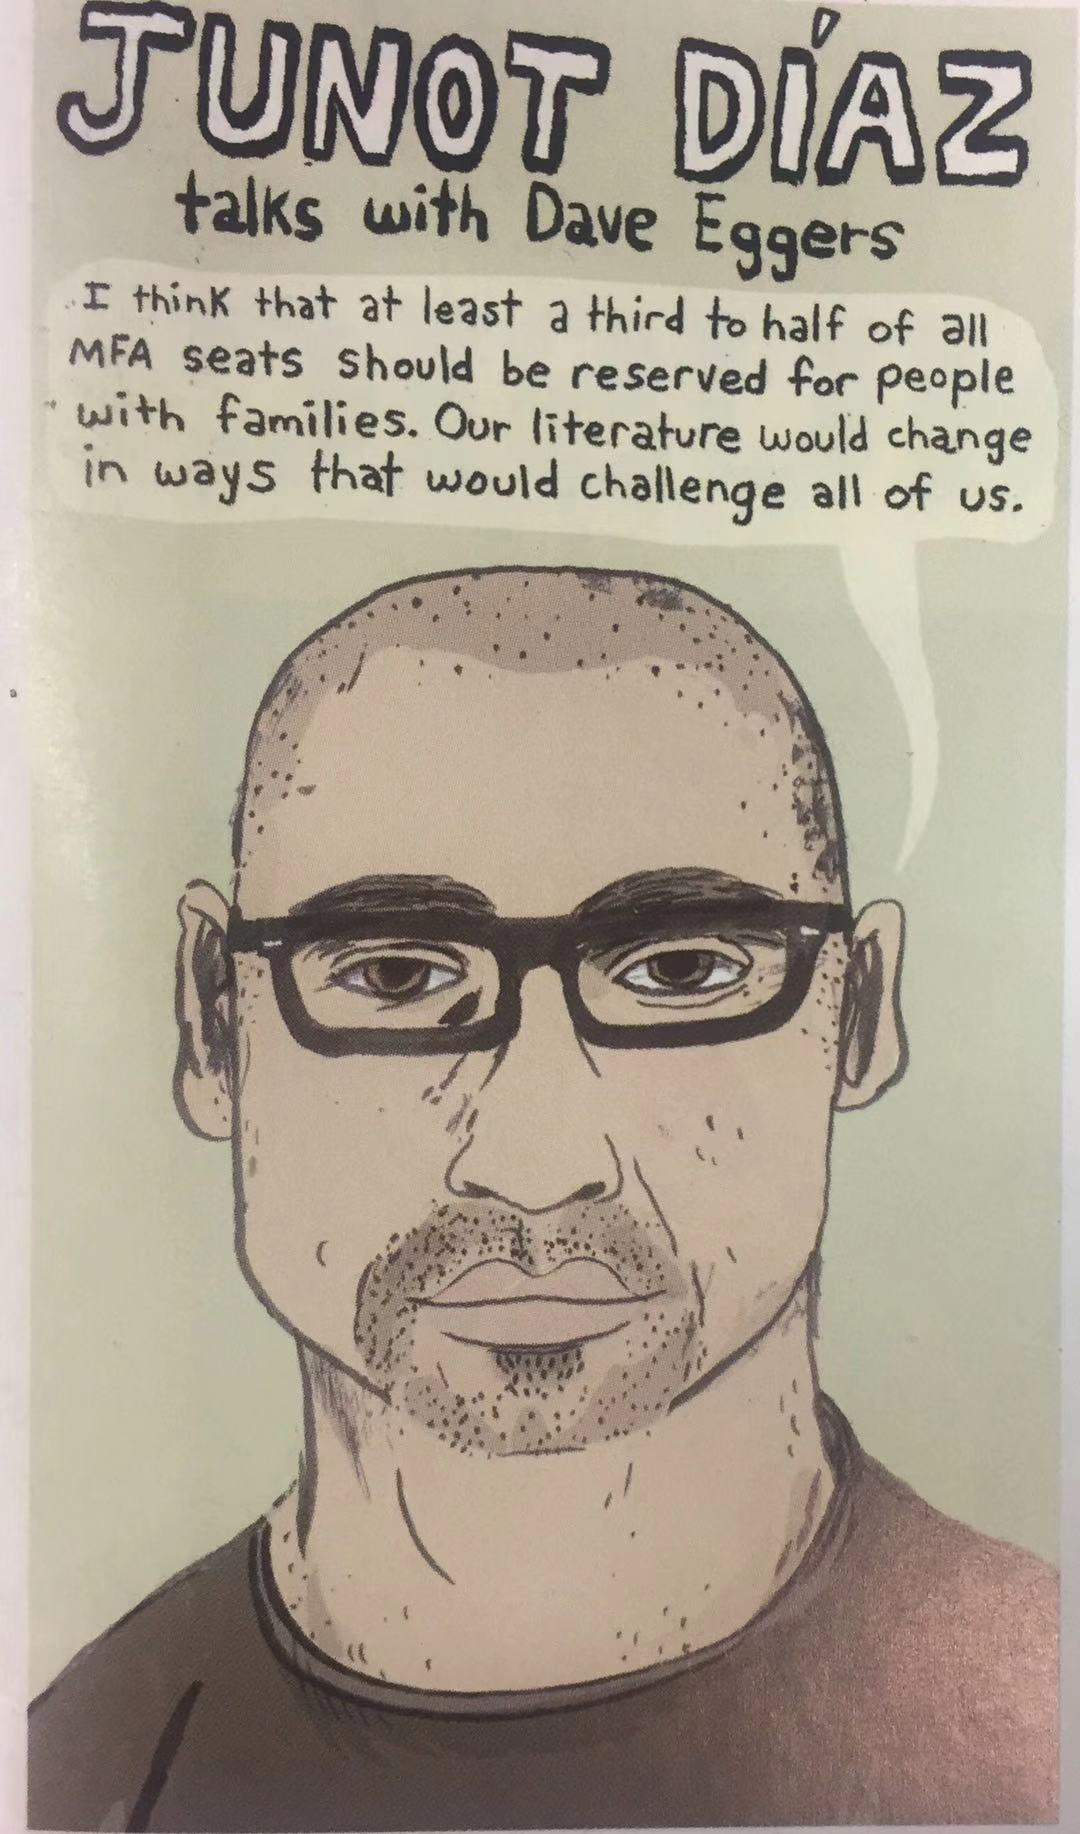 JUNOT DÍAZ
talks with Dave Eggers
I think that at least a third to half of all
MFA seats should be reserved for people
with families. Our literature would change
in ways that would challenge all of us.